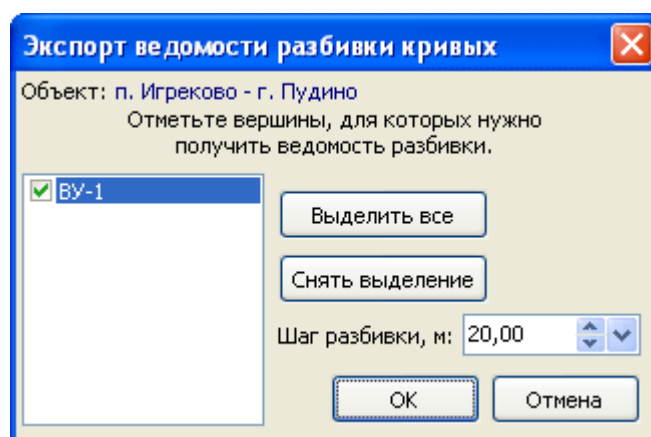 Экспорт ведомости разбивки кривых
Объект: п. Игреково - г. Пудино
Отметьте вершины, для которых нужно
получить ведомость разбивки.
ВУ-1
Выделить все
Снять выделение
Шаг разбивки, м: 20,00
OK
Отмена